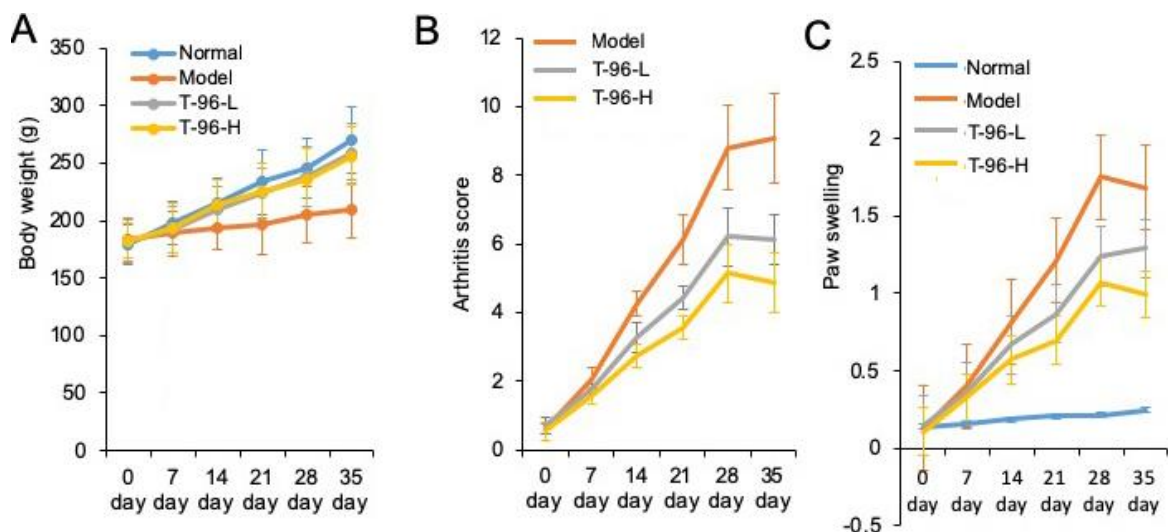 A
Body weight (g)
350
300
250
200
150
100
50
0
Normal
Model
T-96-L
T-96-H
0 7 14 21 28 35
day day day day day day
B
Arthritis score
12
10
8
6
4
2
0
Model
T-96-L
T-96-H
0 7 14 21 28 35
day day day day day day
C
Paw swelling
2.5
2
1.5
1
0.5
0
-0.5
Normal
Model
T-96-L
T-96-H
0 7 14 21 28 35
day day day day day day